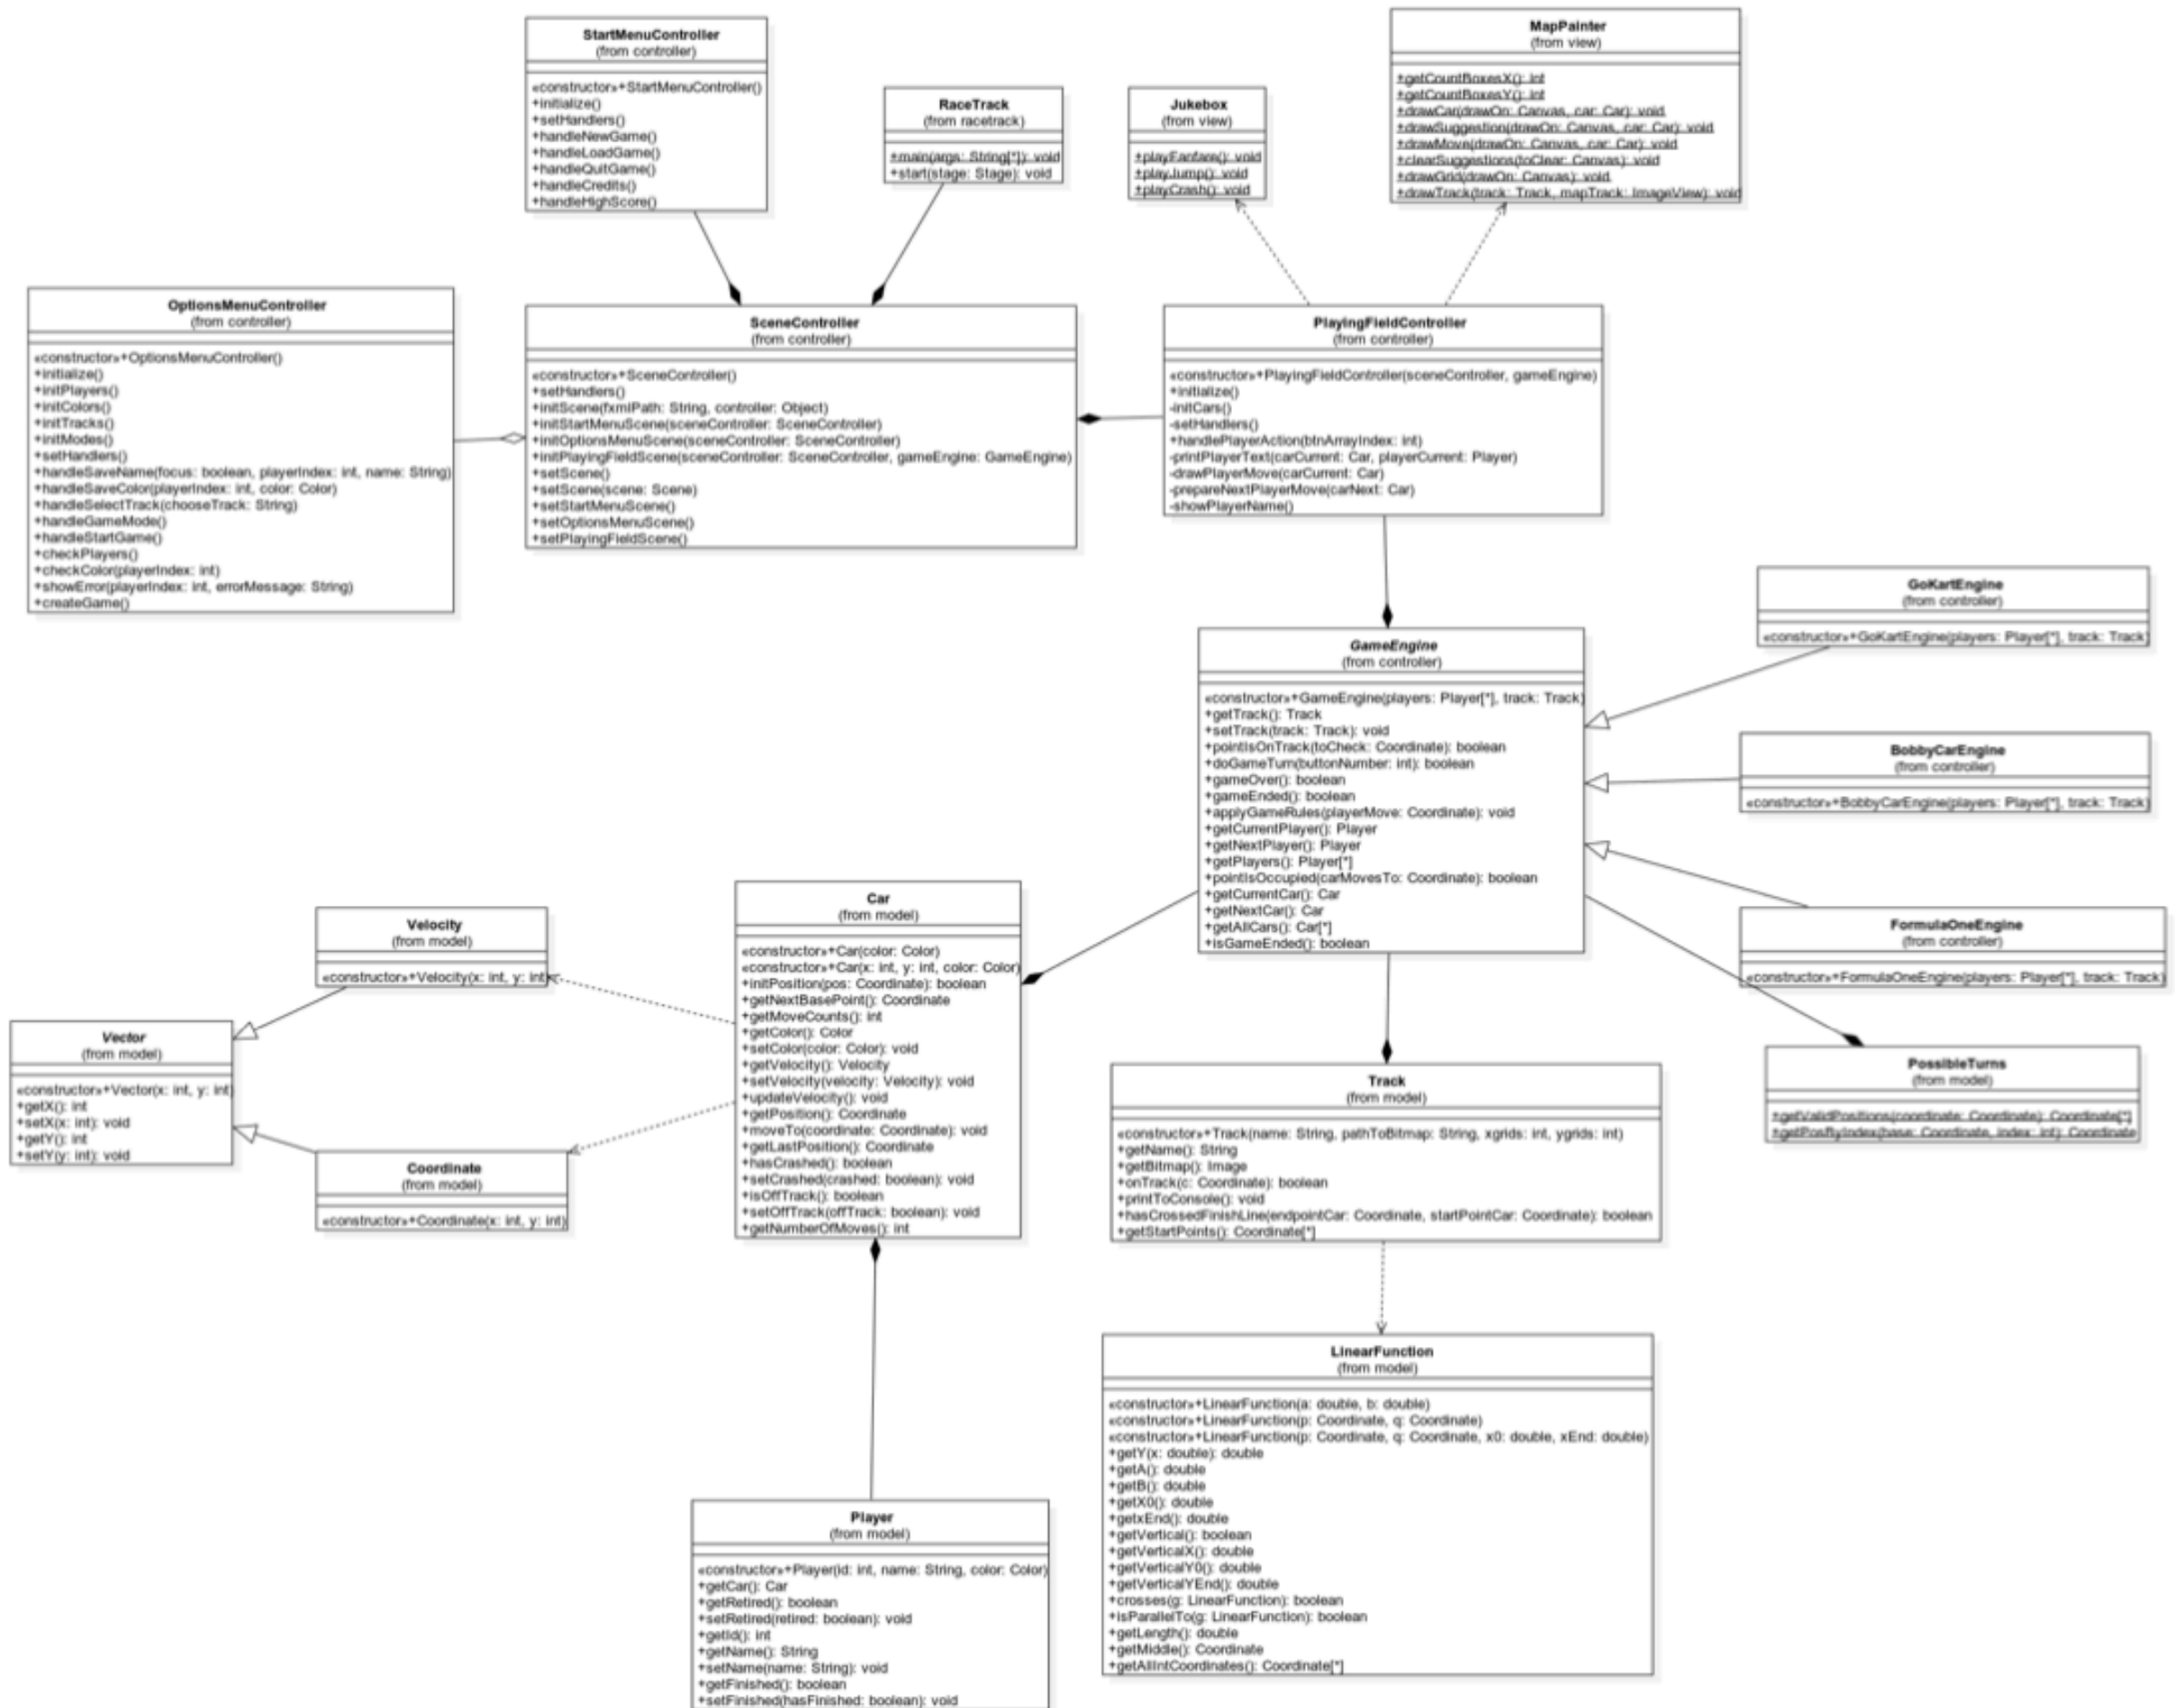 StartMenuController
(from controller)
«constructor»+StartMenuController()
+initialize()
+setHandlers()
+handleNewGame()
+handleLoadGame()
+handleQuitGame()
+handleCredits()
+handleHighScore()
RaceTrack
(from racetrack)
+main(args: String[*]): void
+start(stage: Stage): void
Jukebox
(from view)
+playFanfare(): void
+playJump(): void
+playCrash(): void
MapPainter
(from view)
+getCountBoxesX(): int
+getCountBoxesY(): int
+drawCar(drawOn: Canvas, car: Car): void
+drawSuggestion(drawOn: Canvas, car: Car): void
+drawMove(drawOn: Canvas, car: Car): void
+clearSuggestions(toClear: Canvas): void
+drawGrid(drawOn: Canvas): void
+drawTrack(track: Track, mapTrack: ImageView): void
OptionsMenuController
(from controller)
«constructor»+OptionsMenuController()
+initialize()
+initPlayers()
+initColors()
+initTracks()
+initModes()
+setHandlers()
+handleSaveName(focus: boolean, playerIndex: int, name: String)
+handleSaveColor(playerIndex: int, color: Color)
+handleSelectTrack(chooseTrack: String)
+handleGameMode()
+handleStartGame()
+checkPlayers()
+checkColor(playerIndex: int)
+showError(playerIndex: int, errorMessage: String)
+createGame()
SceneController
(from controller)
«constructor»+SceneController()
+setHandlers()
+initScene(fxmlPath: String, controller: Object)
+initStartMenuScene(sceneController: SceneController)
+initOptionsMenuScene(sceneController: SceneController)
+initPlayingFieldScene(sceneController: SceneController, gameEngine: GameEngine)
+setScene()
+setScene(scene: Scene)
+setStartMenuScene()
+setOptionsMenuScene()
+setPlayingFieldScene()
PlayingFieldController
(from controller)
«constructor»+PlayingFieldController(sceneController, gameEngine)
+initialize()
-initCars()
-setHandlers()
+handlePlayerAction(btnArrayIndex: int)
-printPlayerText(carCurrent: Car, playerCurrent: Player)
-drawPlayerMove(carCurrent: Car)
-prepareNextPlayerMove(carNext: Car)
-showPlayerName()
GameEngine
(from controller)
«constructor»+GameEngine(players: Player[*], track: Track)
+getTrack(): Track
+setTrack(track: Track): void
+pointIsOnTrack(toCheck: Coordinate): boolean
+doGameTurn(buttonNumber: int): boolean
+gameOver(): boolean
+gameEnded(): boolean
+applyGameRules(playerMove: Coordinate): void
+getCurrentPlayer(): Player
+getNextPlayer(): Player
+getPlayers(): Player[*]
+pointIsOccupied(carMovesTo: Coordinate): boolean
+getCurrentCar(): Car
+getNextCar(): Car
+getAllCars(): Car[*]
+isGameEnded(): boolean
GoKartEngine
(from controller)
«constructor»+GoKartEngine(players: Player[*], track: Track)
BobbyCarEngine
(from controller)
«constructor»+BobbyCarEngine(players: Player[*], track: Track)
FormulaOneEngine
(from controller)
«constructor»+FormulaOneEngine(players: Player[*], track: Track)
PossibleTurns
(from model)
+getValidPositions(coordinate: Coordinate): Coordinate[*]
+getPosByIndex(base: Coordinate, index: int): Coordinate
Velocity
(from model)
«constructor»+Velocity(x: int, y: int)
Vector
(from model)
«constructor»+Vector(x: int, y: int)
+getX(): int
+setX(x: int): void
+getY(): int
+setY(y: int): void
Coordinate
(from model)
«constructor»+Coordinate(x: int, y: int)
Car
(from model)
«constructor»+Car(color: Color)
«constructor»+Car(x: int, y: int, color: Color)
+initPosition(pos: Coordinate): boolean
+getNextBasePoint(): Coordinate
+getMoveCounts(): int
+getColor(): Color
+setColor(color: Color): void
+getVelocity(): Velocity
+setVelocity(velocity: Velocity): void
+updateVelocity(): void
+getPosition(): Coordinate
+moveTo(coordinate: Coordinate): void
+getLastPosition(): Coordinate
+hasCrashed(): boolean
+setCrashed(crashed: boolean): void
+isOffTrack(): boolean
+setOffTrack(offTrack: boolean): void
+getNumberOfMoves(): int
Track
(from model)
«constructor»+Track(name: String, pathToBitmap: String, xgrids: int, ygrids: int)
+getName(): String
+getBitmap(): Image
+onTrack(c: Coordinate): boolean
+printToConsole(): void
+hasCrossedFinishLine(endpointCar: Coordinate, startPointCar: Coordinate): boolean
+getStartPoints(): Coordinate[*]
LinearFunction
(from model)
«constructor»+LinearFunction(a: double, b: double)
«constructor»+LinearFunction(p: Coordinate, q: Coordinate)
«constructor»+LinearFunction(p: Coordinate, q: Coordinate, x0: double, xEnd: double)
+getY(x: double): double
+getA(): double
+getB(): double
+getX0(): double
+getxEnd(): double
+getVertical(): boolean
+getVerticalX(): double
+getVerticalY0(): double
+getVerticalYEnd(): double
+crosses(g: LinearFunction): boolean
+isParallelTo(g: LinearFunction): boolean
+getLength(): double
+getMiddle(): Coordinate
+getAllIntCoordinates(): Coordinate[*]
Player
(from model)
«constructor»+Player(id: int, name: String, color: Color)
+getCar(): Car
+getRetired(): boolean
+setRetired(retired: boolean): void
+getId(): int
+getName(): String
+setName(name: String): void
+getFinished(): boolean
+setFinished(hasFinished: boolean): void